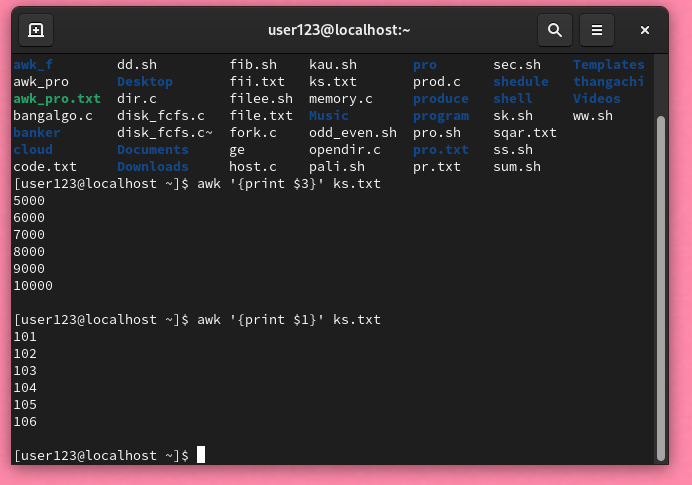 user123@localhost:~
awk_f dd.sh fib.sh kau.sh pro sec.sh Templates
awk_pro Desktop fii.txt ks.txt prod.c shedule thangachi
awk_pro.txt dir.c filee.sh memory.c produce shell Videos
bangalgo.c disk_fcfs.c file.txt Music program sk.sh ww.sh
banker disk_fcfs.c~ fork.c odd_even.sh pro.sh sqar.txt
cloud Documents ge opendir.c pro.txt ss.sh
code.txt Downloads host.c pali.sh pr.txt sum.sh
[user123@localhost ~]$ awk '{print $3}' ks.txt
5000
6000
7000
8000
9000
10000
[user123@localhost ~]$ awk '{print $1}' ks.txt
101
102
103
104
105
106
[user123@localhost ~]$